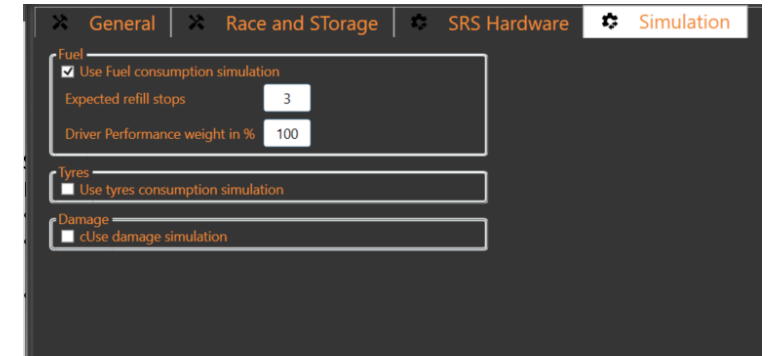 General Race and STorage SRS Hardware Simulation
Fuel
Use Fuel consumption simulation
Expected refill stops 3
Driver Performance weight in % 100
Tyres
Use tyres consumption simulation
Damage
cUse damage simulation